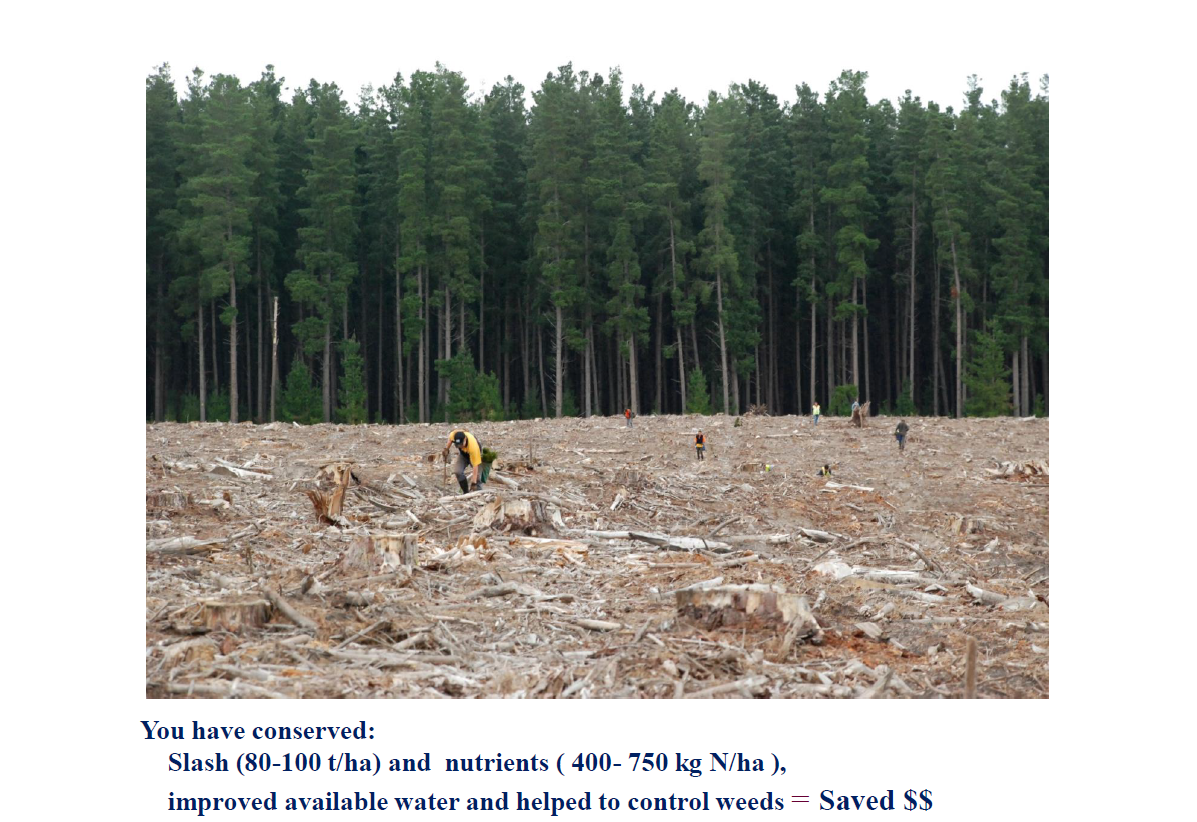 You have conserved:
Slash (80-100 t/ha) and nutrients ( 400- 750 kg N/ha ),
improved available water and helped to control weeds = Saved $$